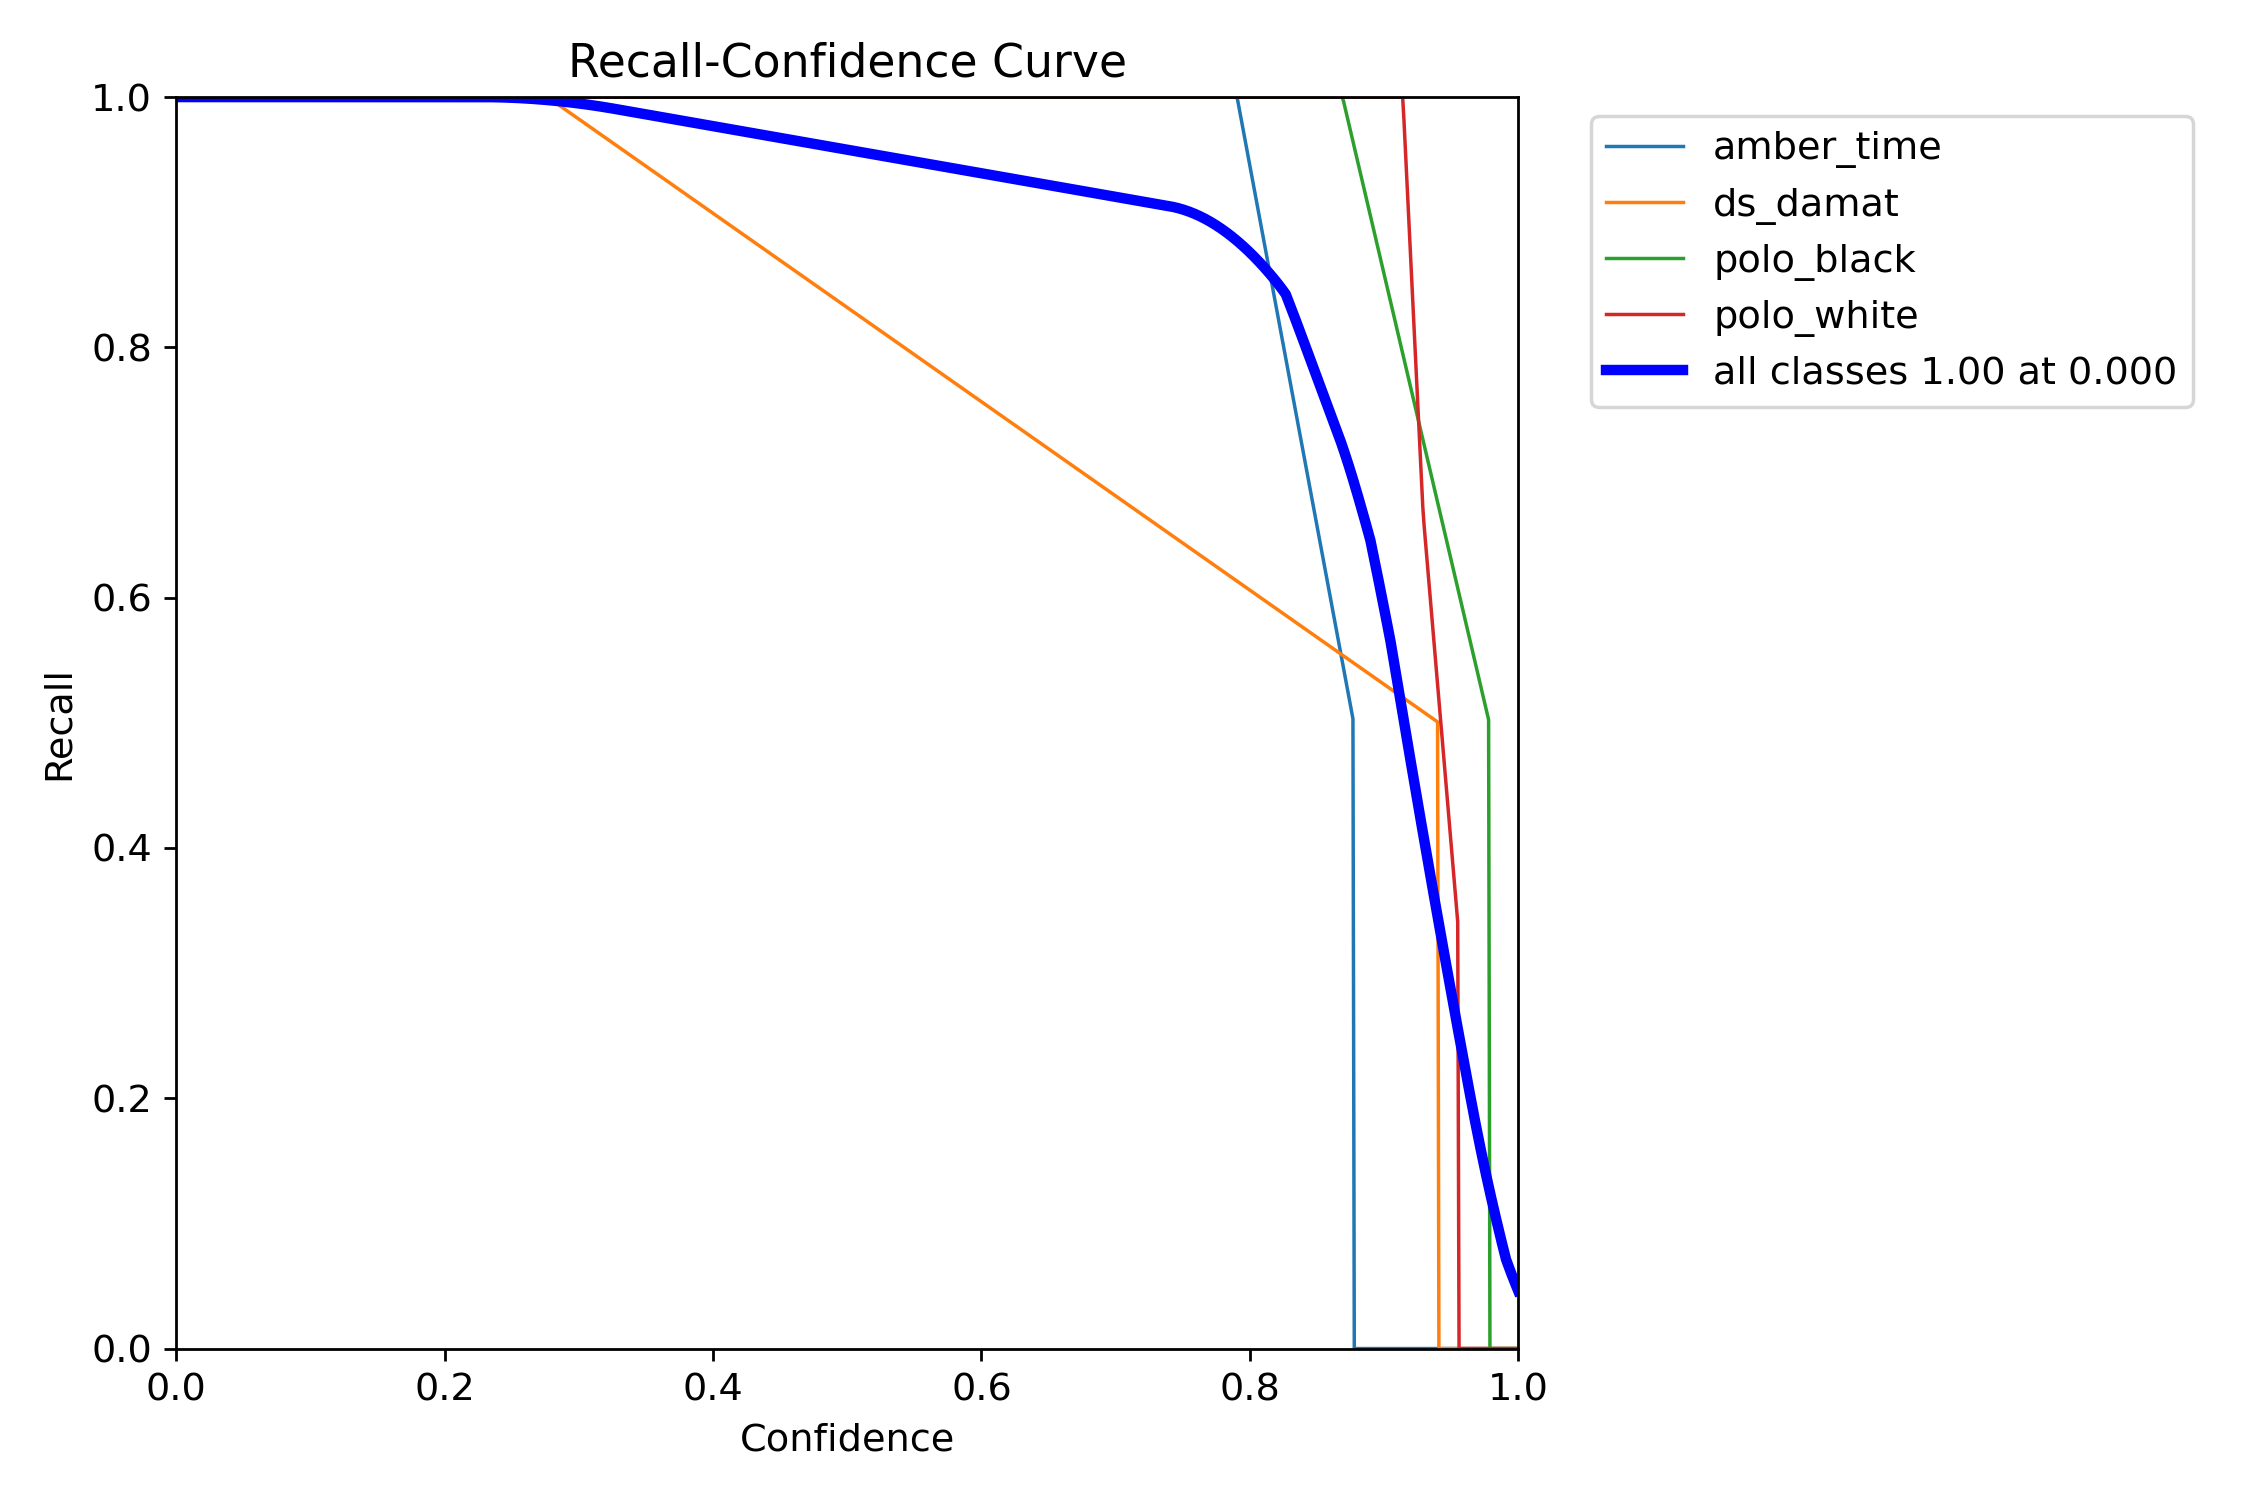 Recall-Confidence Curve
1.0
0.8
0.6
0.4
0.2
0.0
Recall
0.0 0.2 0.4 0.6 0.8 1.0
Confidence
amber_time
ds_damat
polo_black
polo_white
all classes 1.00 at 0.000